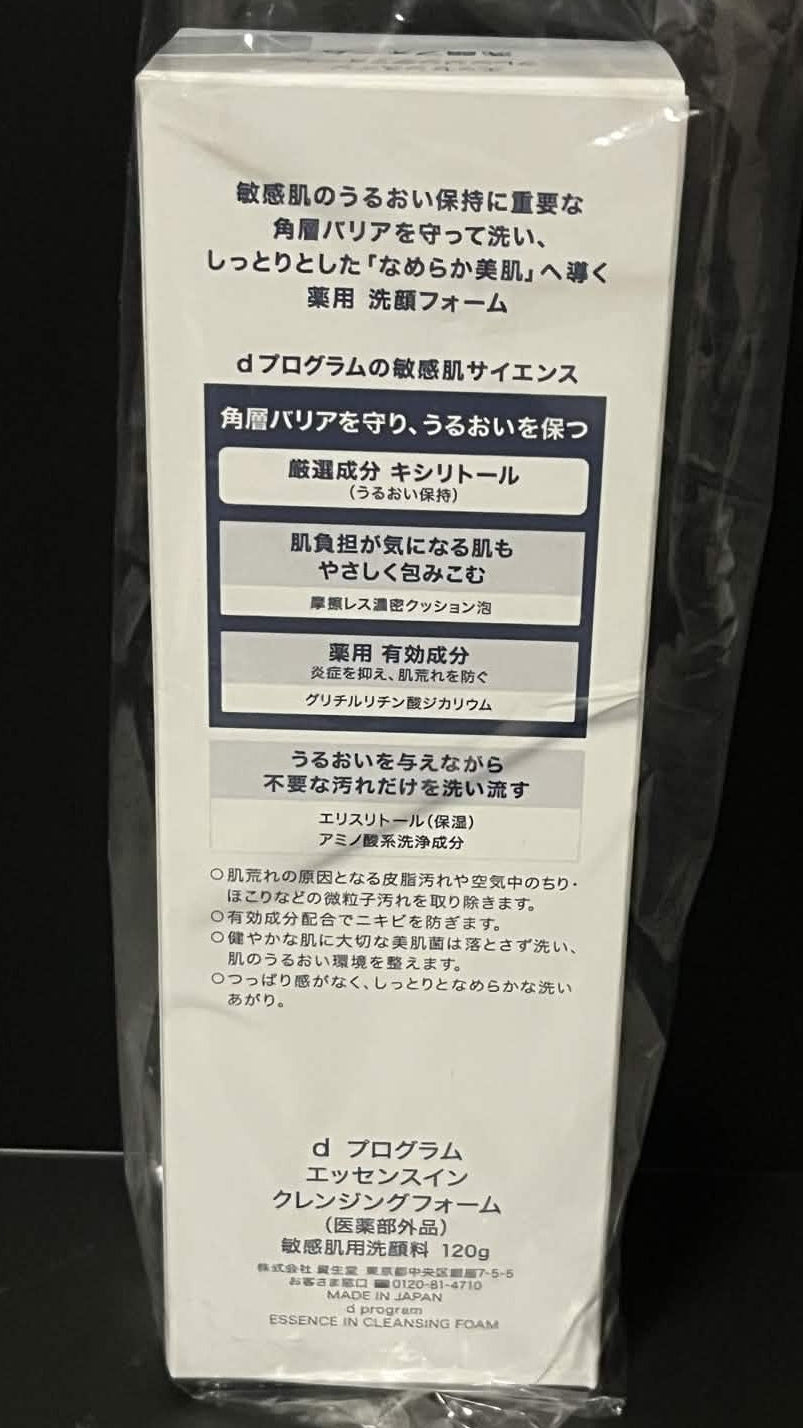 敏感肌のうるおい保持に重要な
角層バリアを守って洗い、
しっとりとした「なめらか美肌」へ導く
薬用 洗顔フォーム
dプログラムの敏感肌サイエンス
角層バリアを守り、うるおいを保つ
厳選成分 キシリトール
（うるおい保持）
肌負担が気になる肌も
やさしく包みこむ
摩擦レス濃密クッション泡
薬用 有効成分
炎症を抑え、肌荒れを防ぐ
グリチルリチン酸ジカリウム
うるおいを与えながら
不要な汚れだけを洗い流す
エリスリトール（保湿）
アミノ酸系洗浄成分
○肌荒れの原因となる皮脂汚れや空気中のちり・
ほこりなどの微粒子汚れを取り除きます。
○有効成分配合でニキビを防ぎます。
○健やかな肌に大切な美肌菌は落とさず洗い、
肌のうるおい環境を整えます。
○つっぱり感がなく、しっとりとなめらかな洗い
あがり。
d プログラム
エッセンスイン
クレンジングフォーム
（医薬部外品）
敏感肌用洗顔料 120g
株式会社 資生堂 東京都中央区銀座7-5-5
お客さま窓口 0120-81-4710
MADE IN JAPAN
d program
ESSENCE IN CLEANSING FOAM